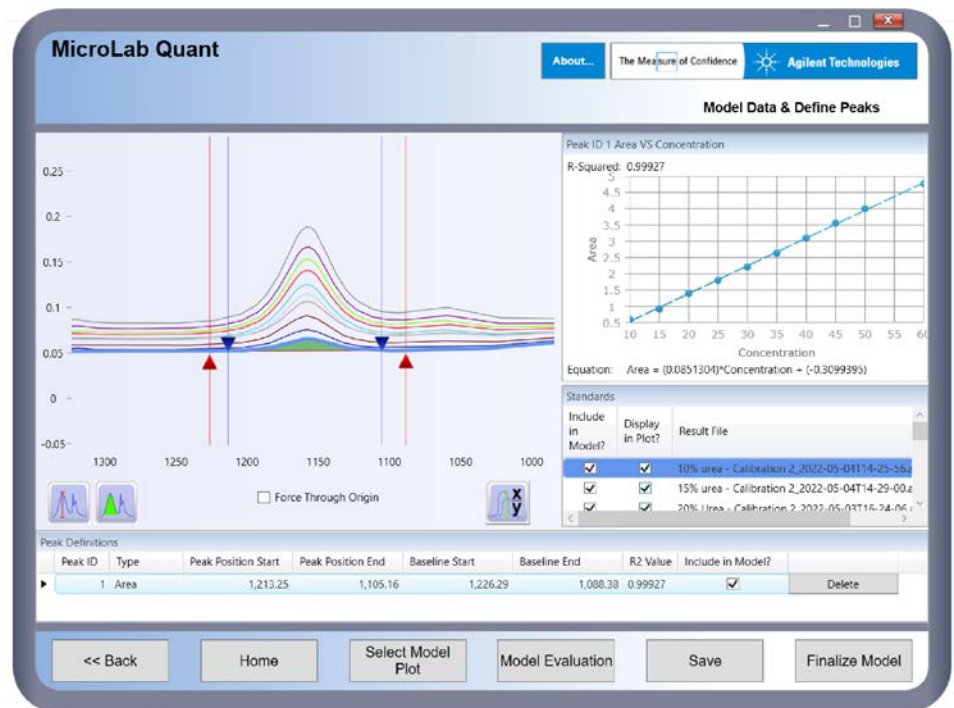 MicroLab Quant
About...
The Measure of Confidence
Agilent Technologies
Model Data & Define Peaks
0.25
0.2
0.15
0.1
0.05
0
-0.05
1300 1250 1200 1150 1100 1050 1000
Force Through Origin
X
y
Peak ID 1 Area VS Concentration
R-Squared: 0.99927
5
4.5
4
3.5
3
2.5
2
1.5
1
0.5
Area
10 15 20 25 30 35 40 45 50 55 60
Concentration
Equation: Area = (0.0851304)*Concentration + (-0.3099395)
Standards
Include in Model? Display in Plot? Result File
10% urea - Calibration 2_2022-05-04T14-25-56.a
15% urea - Calibration 2_2022-05-04T14-29-00.a
20% Urea - Calibration 2_2022-05-03T16-24-06
Peak Definitions
Peak ID Type Peak Position Start Peak Position End Baseline Start Baseline End R2 Value Include in Model?
1 Area 1,213.25 1,105.16 1,226.29 1,088.38 0.99927 Delete
<< Back
Home
Select Model
Plot
Model Evaluation
Save
Finalize Model